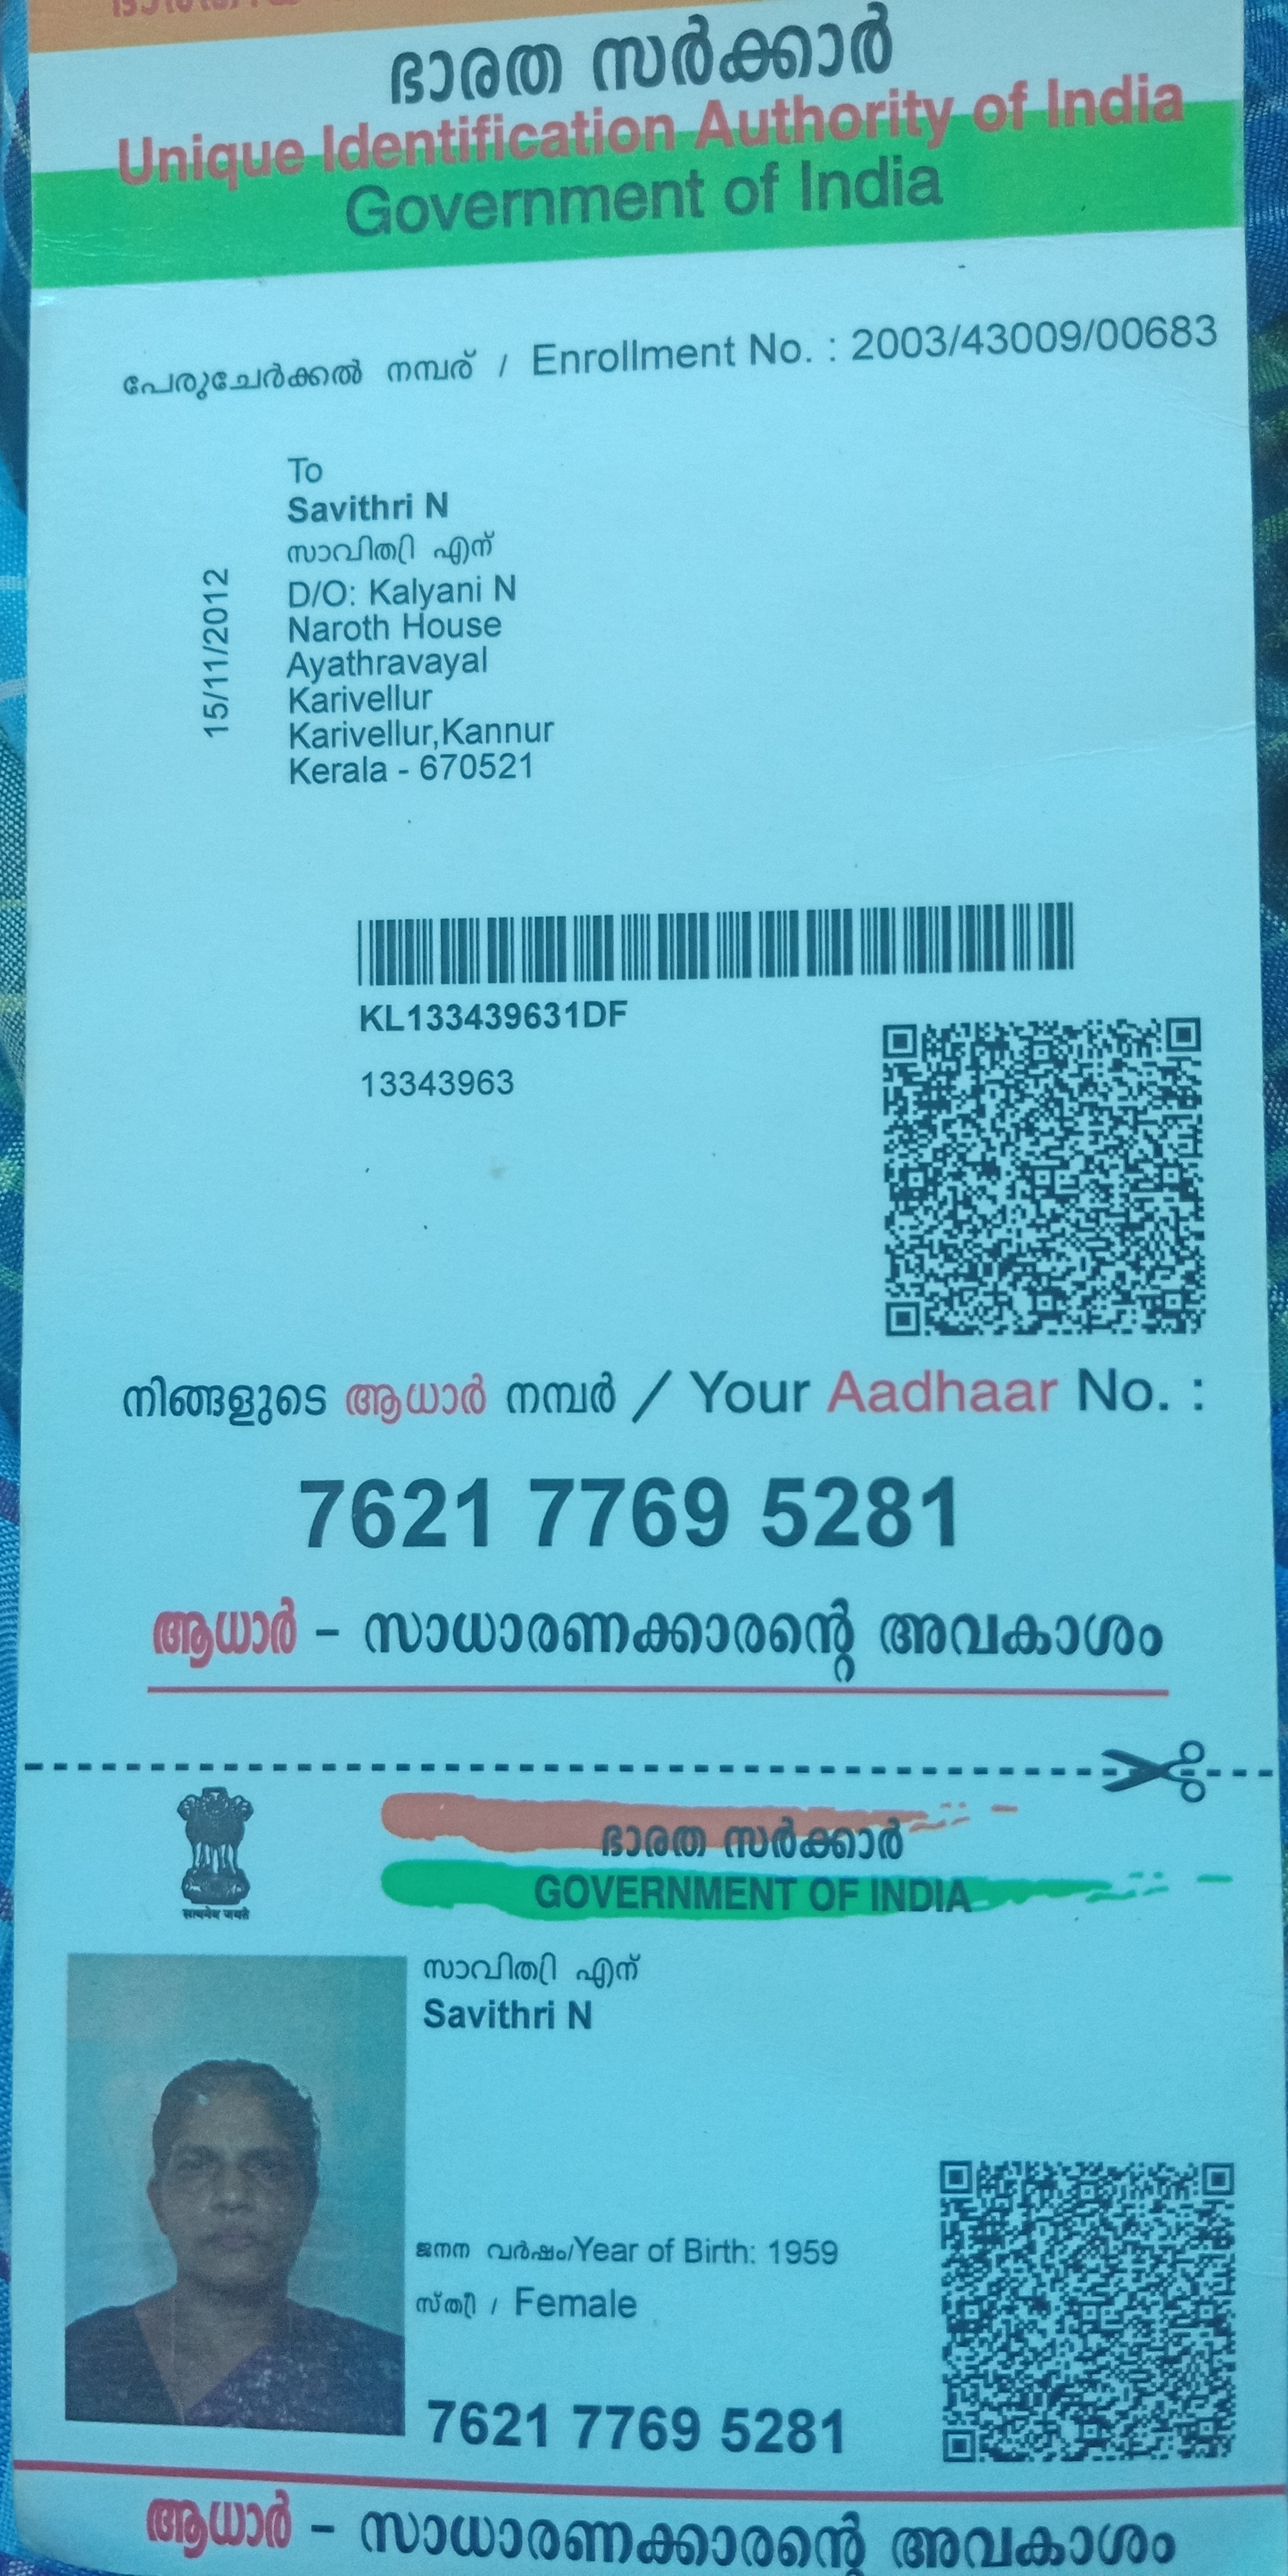 ഭാരത സർക്കാർ
Unique Identification Authority of India
Government of India
പേരുചേർക്കൽ നമ്പര് / Enrollment No. : 2003/43009/00683
15/11/2012
To
Savithri N
സാവിത്രി എന്
D/O: Kalyani N
Naroth House
Ayathravayal
Karivellur
Karivellur,Kannur
Kerala - 670521
KL133439631DF
13343963
നിങ്ങളുടെ ആധാർ നമ്പർ / Your Aadhaar No. :
7621 7769 5281
ആധാർ - സാധാരണക്കാരന്റെ അവകാശം
सत्यमेव जयते
ഭാരത സർക്കാർ
GOVERNMENT OF INDIA
സാവിത്രി എന്
Savithri N
ജനന വർഷം/Year of Birth: 1959
സ്ത്രീ / Female
7621 7769 5281
ആധാർ - സാധാരണക്കാരന്റെ അവകാശം